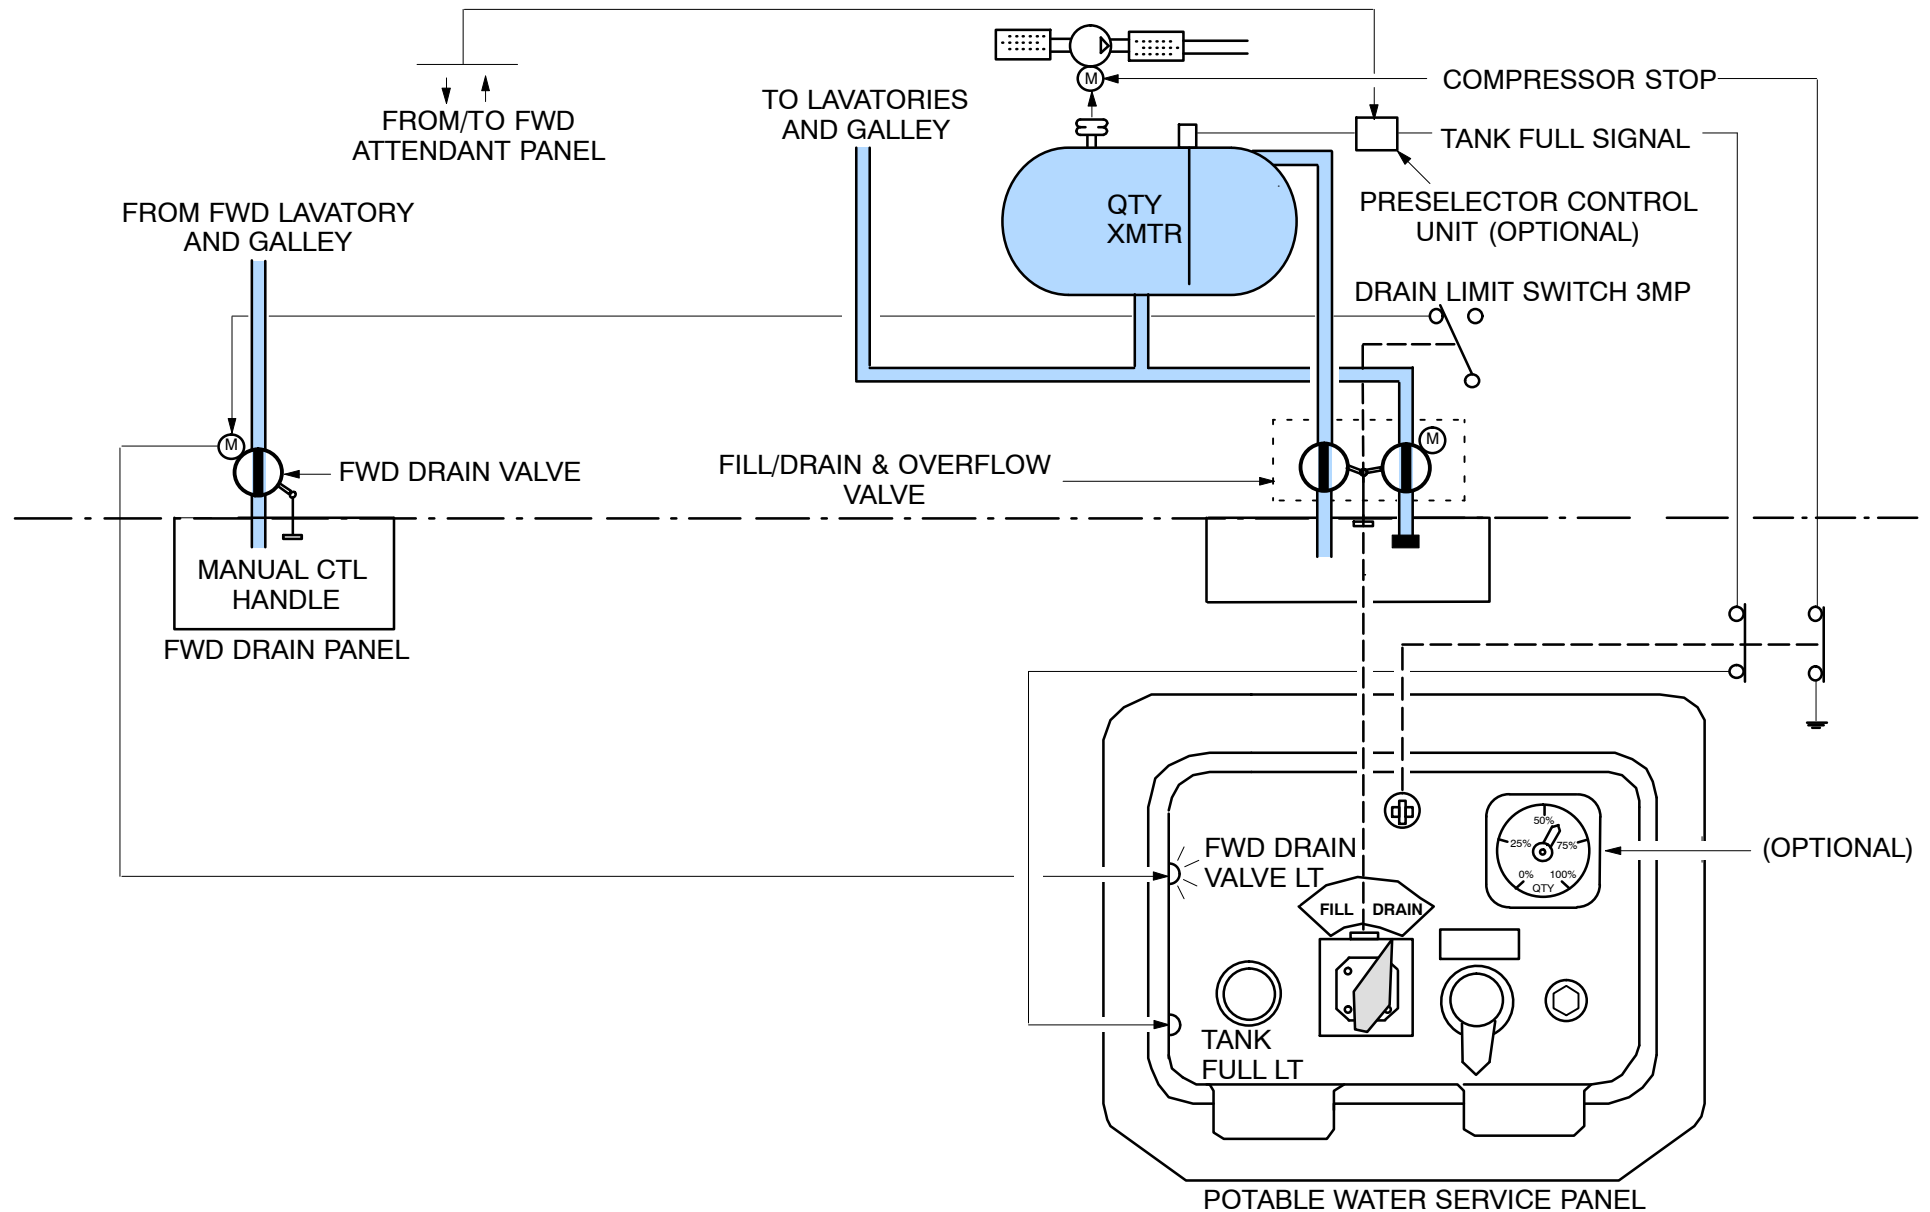 COMPRESSOR STOP
TO LAVATORIES
AND GALLEY
M
FROM/TO FWD
ATTENDANT PANEL
TANK FULL SIGNAL
QTY
XMTR
PRESELECTOR CONTROL
UNIT (OPTIONAL)
FROM FWD LAVATORY
AND GALLEY
DRAIN LIMIT SWITCH 3MP
M
M
FWD DRAIN VALVE
FILL/DRAIN & OVERFLOW
VALVE
MANUAL CTL
HANDLE
FWD DRAIN PANEL
FWD DRAIN
VALVE LT
50%
25%
75%
0%
100%
QTY
(OPTIONAL)
FILL
DRAIN
TANK
FULL LT
POTABLE WATER SERVICE PANEL